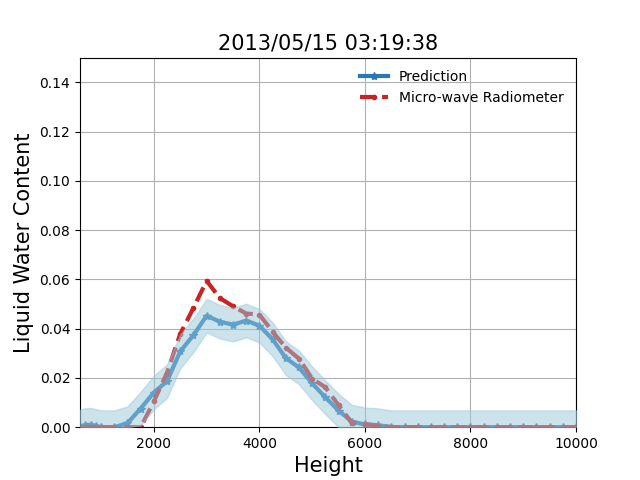 2013/05/15 03:19:38
Prediction
Micro-wave Radiometer
Liquid Water Content
0.14
0.12
0.10
0.08
0.06
0.04
0.02
0.00
2000 4000 6000 8000 10000
Height